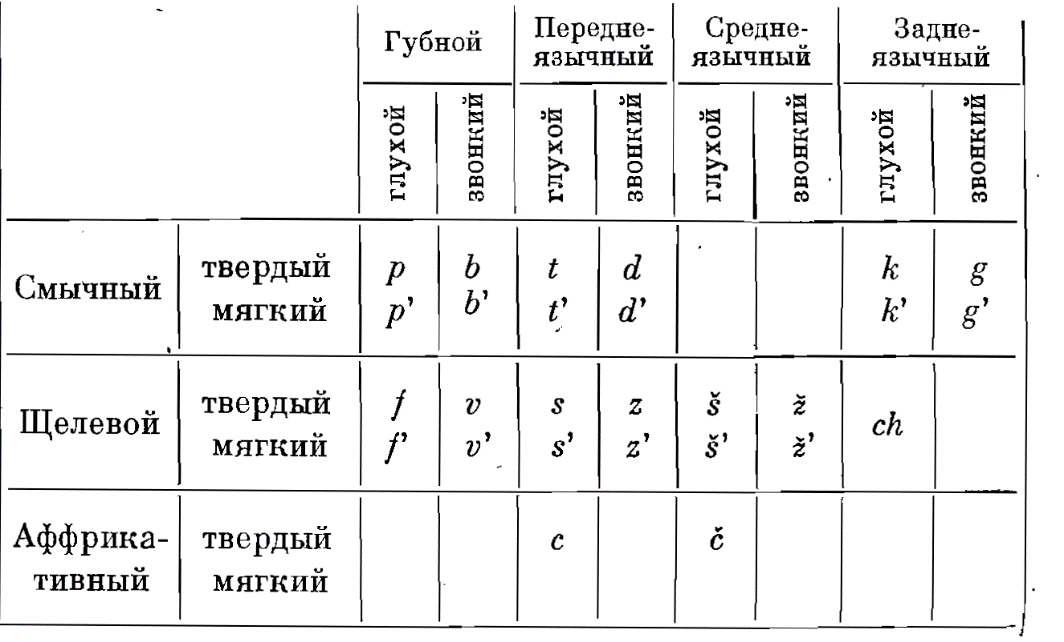 Губной Передне- Средне- Задне-
язычный язычный язычный
глухой звонкий глухой звонкий глухой звонкий глухой звонкий
Смычный твердый p b t d k g
мягкий p’ b’ t’ d’ k’ g’
Щелевой твердый f v s z š ž ch
мягкий f’ v’ s’ z’ š’ ž’
Аффрика- твердый c č
тивный мягкий